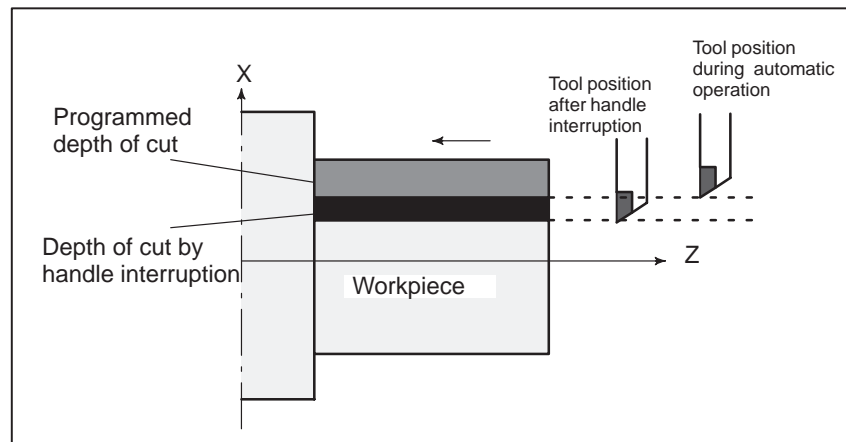 Tool position
during automatic
operation
Tool position
after handle
interruption
X
Programmed
depth of cut
Depth of cut by
handle interruption
Z
Workpiece